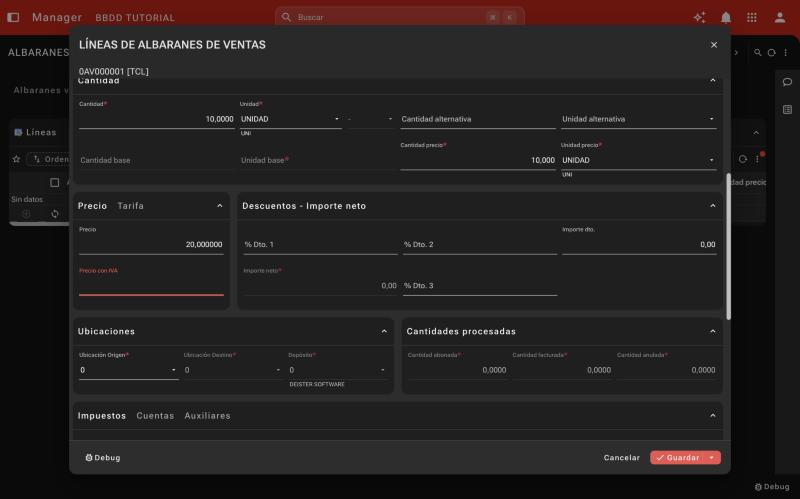 Manager BBDD TUTORIAL Buscar ⌘ K
LÍNEAS DE ALBARANES DE VENTAS
ALBARANES
0AV000001 [TCL]
Cantidad
Albaranes v
Cantidad* Unidad*
10,0000 UNIDAD - Cantidad alternativa Unidad alternativa
UNI
Líneas
Cantidad precio* Unidad precio*
Cantidad base Unidad base* 10,000 UNIDAD
UNI
Orden
dad precio
Sin datos
Precio Tarifa Descuentos - Importe neto
Precio Importe dto.
20,000000 % Dto. 1 % Dto. 2 0,00
Precio con IVA Importe neto*
0,00 % Dto. 3
Ubicaciones Cantidades procesadas
Ubicación Origen* Ubicación Destino* Depósito* Cantidad abonada* Cantidad facturada* Cantidad anulada*
0 0 0 0,0000 0,0000 0,0000
DEISTER SOFTWARE
Impuestos Cuentas Auxiliares
Debug Cancelar Guardar
Debug